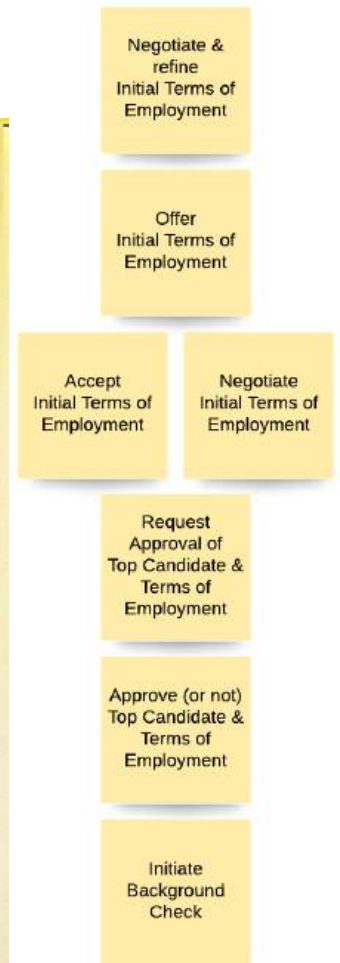 Negotiate &
refine
Initial Terms of
Employment
Offer
Initial Terms of
Employment
Accept
Initial Terms of
Employment
Negotiate
Initial Terms of
Employment
Request
Approval of
Top Candidate &
Terms of
Employment
Approve (or not)
Top Candidate &
Terms of
Employment
Initiate
Background
Check